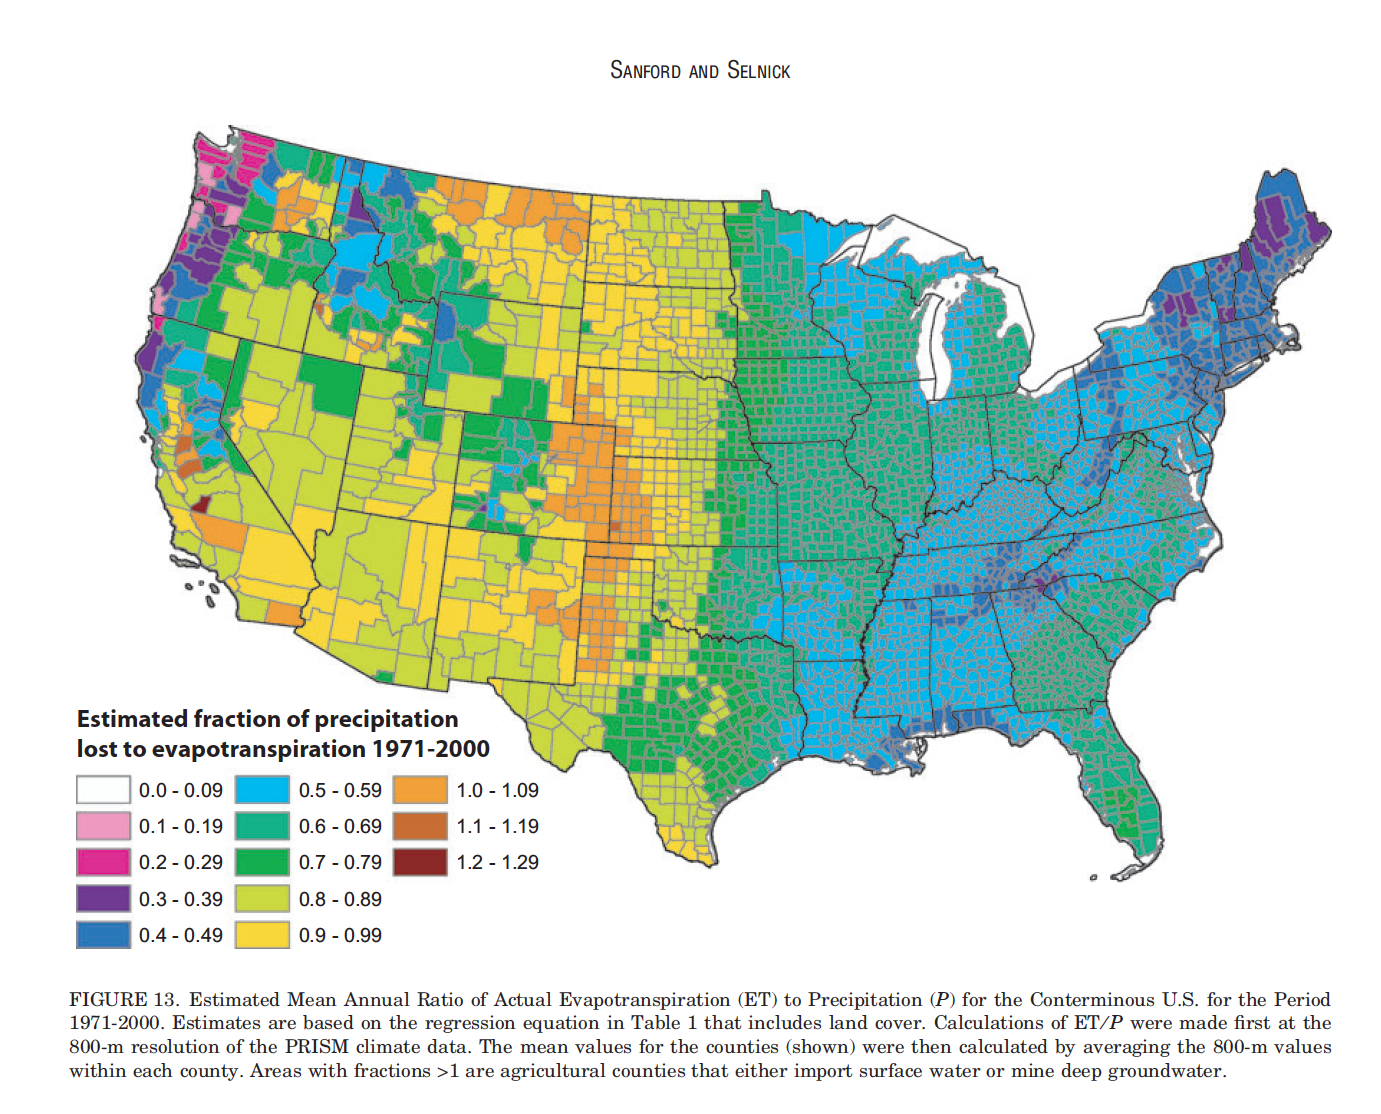 SANFORD AND SELNICK
Estimated fraction of precipitation
lost to evapotranspiration 1971-2000
0.0 - 0.09
0.1 - 0.19
0.2 - 0.29
0.3 - 0.39
0.4 - 0.49
0.5 - 0.59
0.6 - 0.69
0.7 - 0.79
0.8 - 0.89
0.9 - 0.99
1.0 - 1.09
1.1 - 1.19
1.2 - 1.29
FIGURE 13. Estimated Mean Annual Ratio of Actual Evapotranspiration (ET) to Precipitation (P) for the Conterminous U.S. for the Period
1971-2000. Estimates are based on the regression equation in Table 1 that includes land cover. Calculations of ET/P were made first at the
800-m resolution of the PRISM climate data. The mean values for the counties (shown) were then calculated by averaging the 800-m values
within each county. Areas with fractions >1 are agricultural counties that either import surface water or mine deep groundwater.